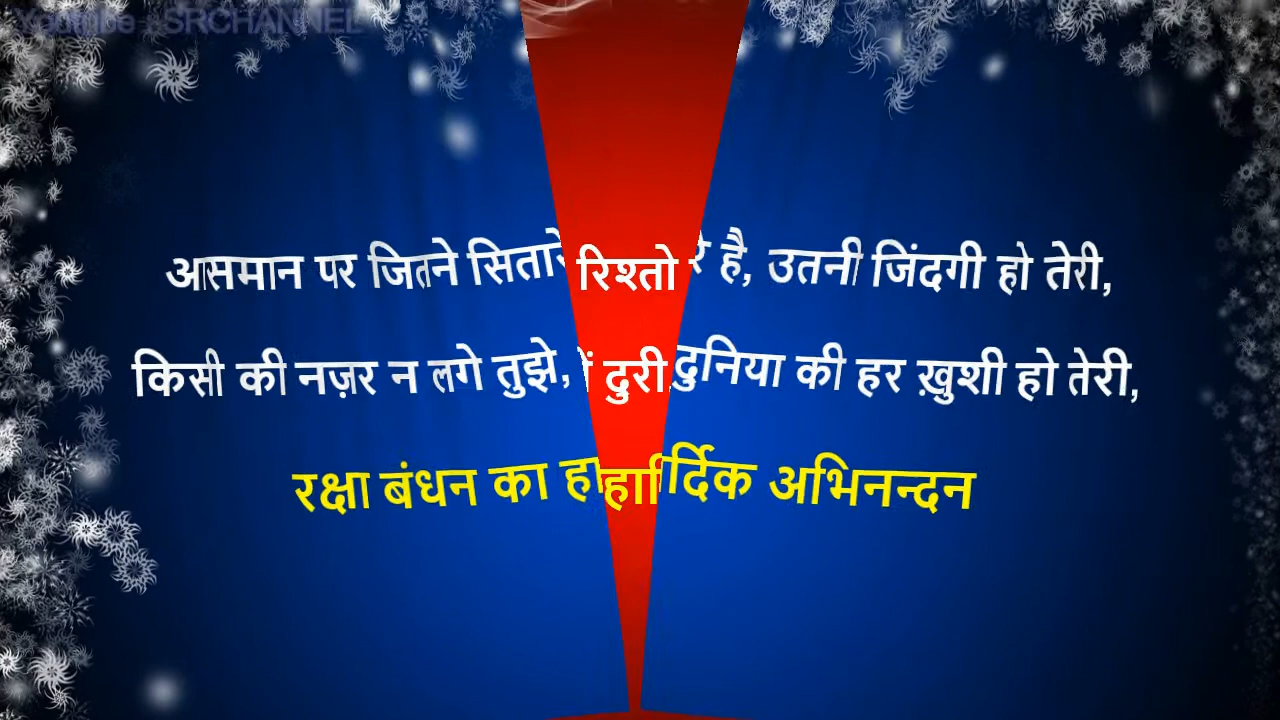 Youtube : SRCHANNEL
आसमान पर जितने सितारे रिश्तो रे है, उतनी जिंदगी हो तेरी,
किसी की नज़र न लगे तुझे, में दुरी दुनिया की हर ख़ुशी हो तेरी,
रक्षा बंधन का हार्दिक अभिनन्दन